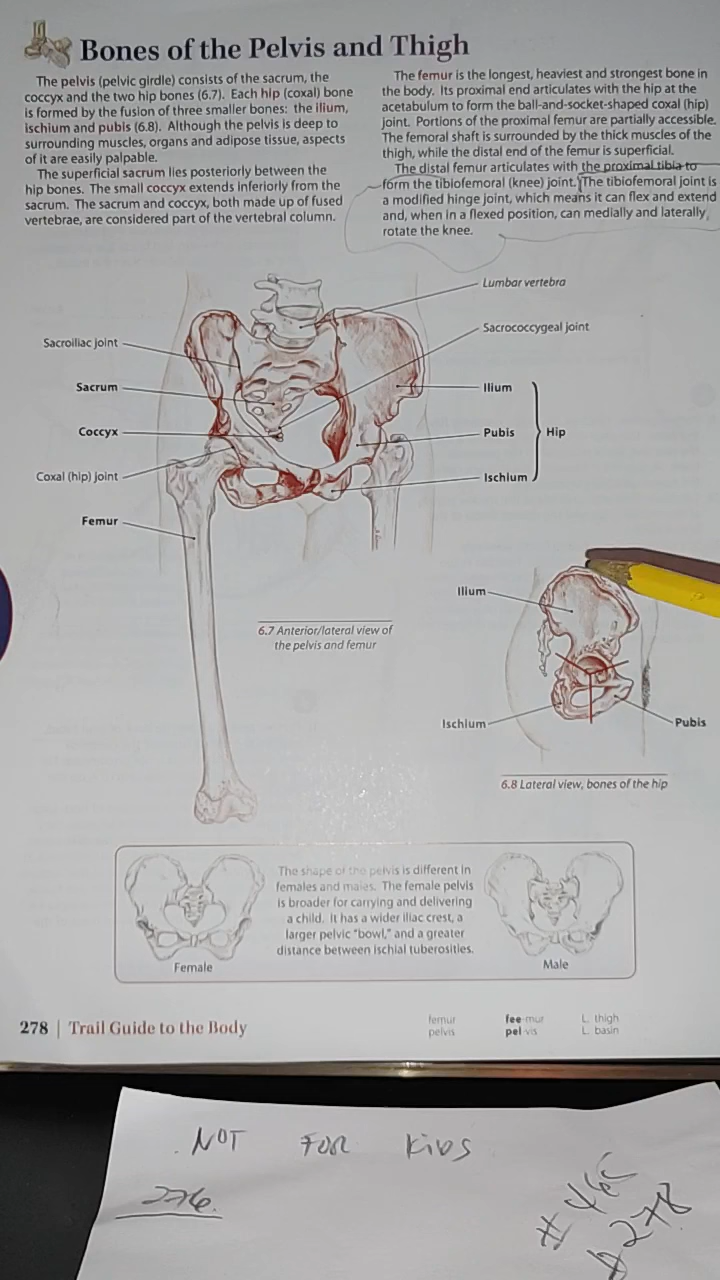 Bones of the Pelvis and Thigh
The pelvis (pelvic girdle) consists of the sacrum, the
coccyx and the two hip bones (6.7). Each hip (coxal) bone
is formed by the fusion of three smaller bones: the ilium,
ischium and pubis (6.8). Although the pelvis is deep to
surrounding muscles, organs and adipose tissue, aspects
of it are easily palpable.
The superficial sacrum lies posteriorly between the
hip bones. The small coccyx extends inferiorly from the
sacrum. The sacrum and coccyx, both made up of fused
vertebrae, are considered part of the vertebral column.
The femur is the longest, heaviest and strongest bone in
the body. Its proximal end articulates with the hip at the
acetabulum to form the ball-and-socket-shaped coxal (hip)
joint. Portions of the proximal femur are partially accessible.
The femoral shaft is surrounded by the thick muscles of the
thigh, while the distal end of the femur is superficial.
The distal femur articulates with the proximal tibia to
form the tibiofemoral (knee) joint. The tibiofemoral joint is
a modified hinge joint, which means it can flex and extend
and, when in a flexed position, can medially and laterally
rotate the knee.
Lumbar vertebra
Sacrococcygeal joint
Sacroiliac joint
Sacrum
Ilium
Coccyx
Pubis
Hip
Coxal (hip) joint
Ischium
Femur
6.7 Anterior/lateral view of
the pelvis and femur
Ilium
Ischium
Pubis
6.8 Lateral view, bones of the hip
The shape of the pelvis is different in
females and males. The female pelvis
is broader for carrying and delivering
a child. It has a wider iliac crest, a
larger pelvic "bowl," and a greater
distance between ischial tuberosities.
Female
Male
278 | Trail Guide to the Body
femur fee-mur L. thigh
pelvis pel-vis L. basin
NOT FOR KIDS
276.
278